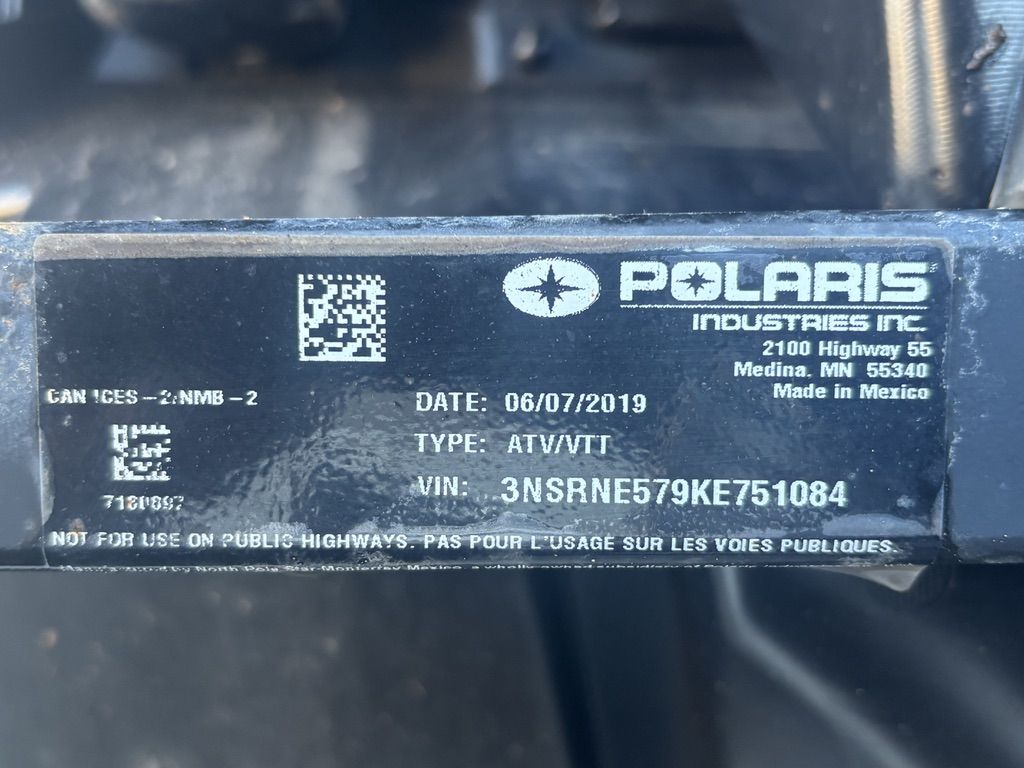 POLARIS
INDUSTRIES INC.
2100 Highway 55
Medina, MN 55340
Made in Mexico
CAN ICES-2/NMB-2
DATE: 06/07/2019
TYPE: ATV/VTT
VIN: 3NSRNE579KE751084
7180897
NOT FOR USE ON PUBLIC HIGHWAYS. PAS POUR L'USAGE SUR LES VOIES PUBLIQUES.